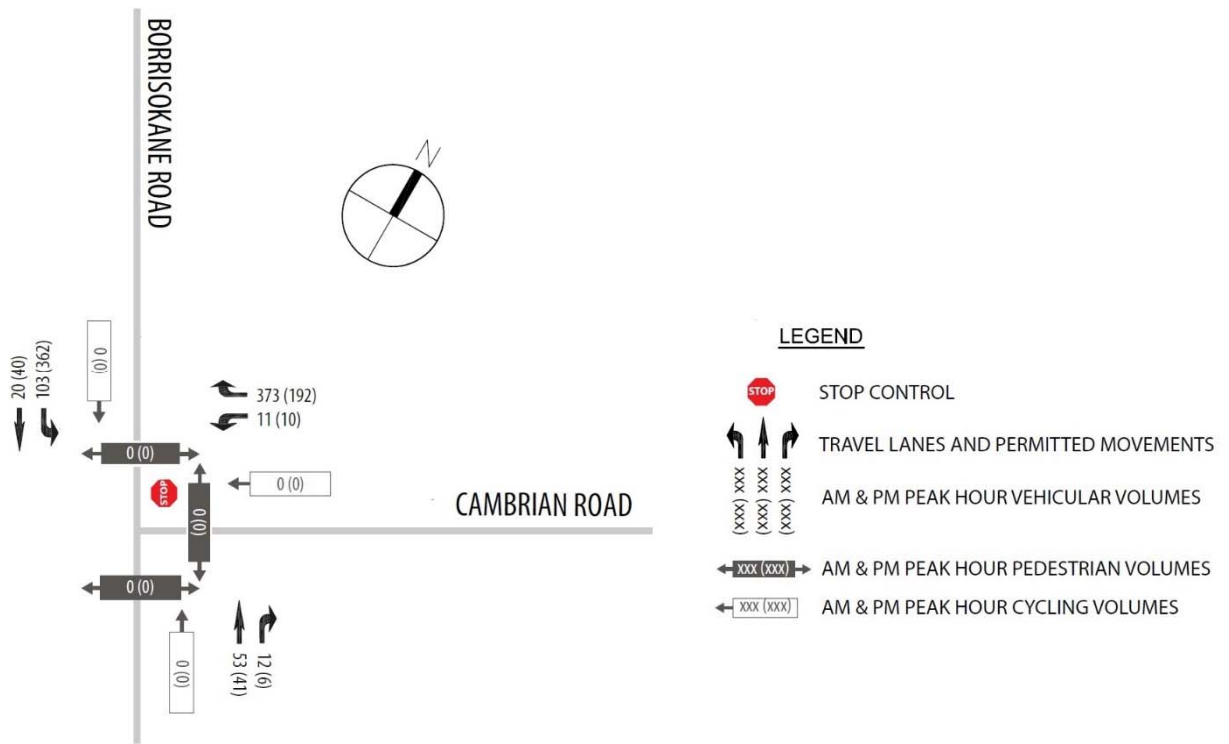 BORRISOKANE ROAD
N
20 (40)
103 (362)
0 (0)
373 (192)
11 (10)
0 (0)
0 (0)
STOP
0 (0)
CAMBRIAN ROAD
0 (0)
0 (0)
53 (41)
12 (6)
LEGEND
STOP
STOP CONTROL
TRAVEL LANES AND PERMITTED MOVEMENTS
XXX (XXX)
XXX (XXX)
XXX (XXX)
AM & PM PEAK HOUR VEHICULAR VOLUMES
XXX (XXX)
AM & PM PEAK HOUR PEDESTRIAN VOLUMES
XXX (XXX)
AM & PM PEAK HOUR CYCLING VOLUMES